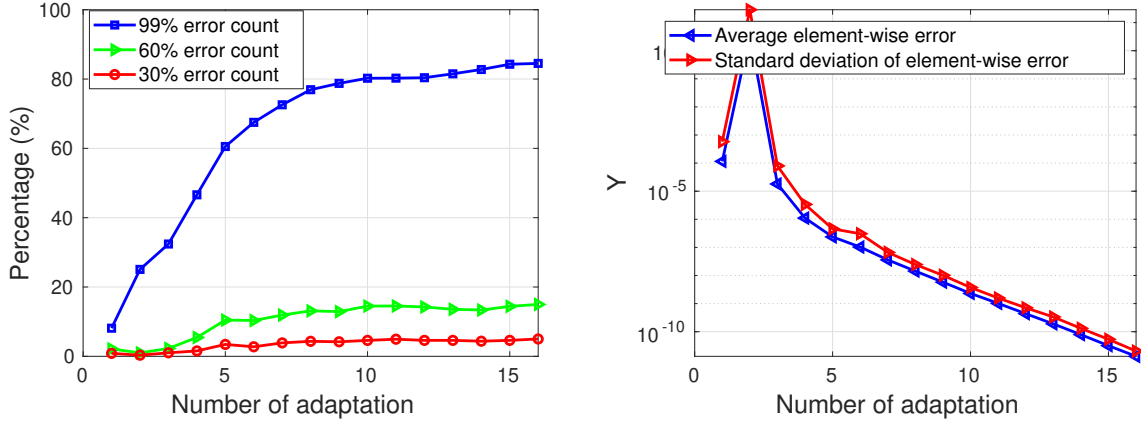 99% error count
60% error count
30% error count
Percentage (%)
100
80
60
40
20
0
0
5
10
15
Number of adaptation
Average element-wise error
Standard deviation of element-wise error
Y
10^-5
10^-10
0
5
10
15
Number of adaptation